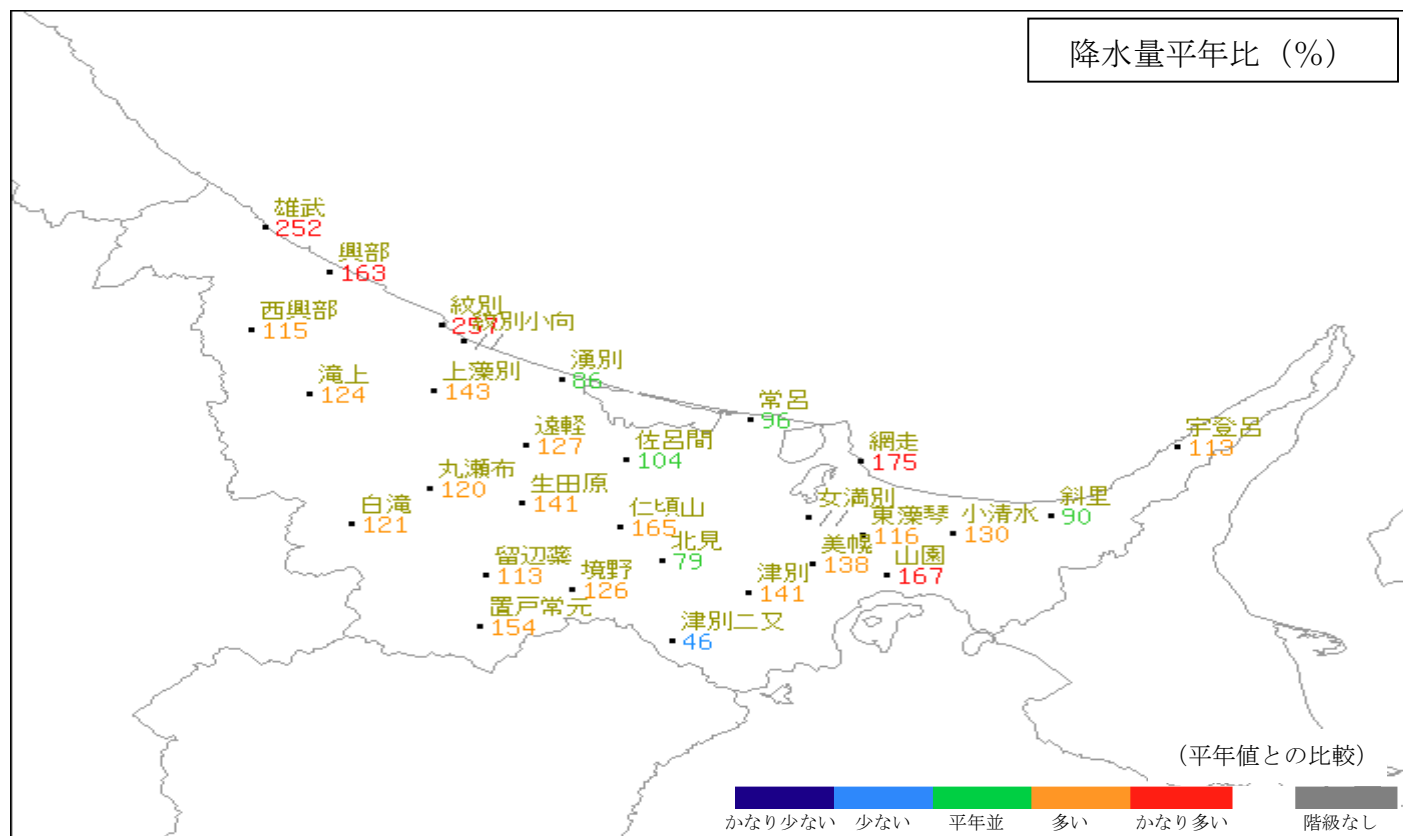 降水量平年比（％）
雄武
252
興部
163
紋別
257
紋別小向
西興部
115
湧別
86
滝上
124
上藻別
143
常呂
96
宇登呂
113
遠軽
127
佐呂間
104
網走
175
丸瀬布
120
生田原
141
白滝
121
仁頃山
165
女満別
東藻琴
116
小清水
130
斜里
90
北見
79
美幌
138
山園
167
留辺蘂
113
境野
126
津別
141
置戸常元
154
津別二又
46
（平年値との比較）
かなり少ない 少ない 平年並 多い かなり多い 階級なし